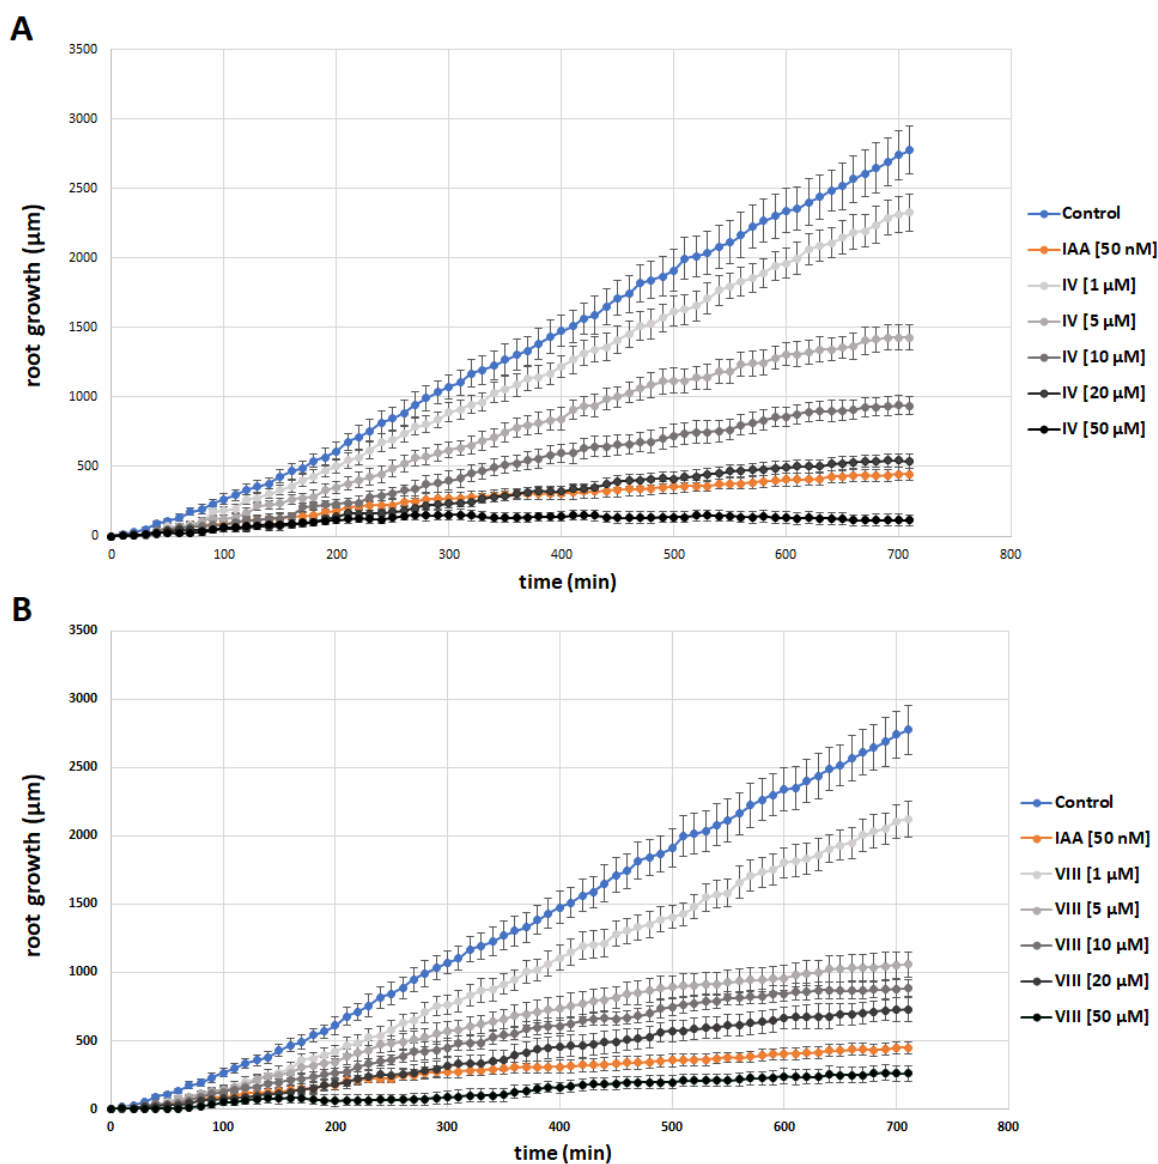 A
3500
3000
2500
2000
1500
1000
500
0
root growth (µm)
0 100 200 300 400 500 600 700 800
time (min)
Control
IAA [50 nM]
IV [1 µM]
IV [5 µM]
IV [10 µM]
IV [20 µM]
IV [50 µM]
B
3500
3000
2500
2000
1500
1000
500
0
root growth (µm)
0 100 200 300 400 500 600 700 800
time (min)
Control
IAA [50 nM]
VIII [1 µM]
VIII [5 µM]
VIII [10 µM]
VIII [20 µM]
VIII [50 µM]